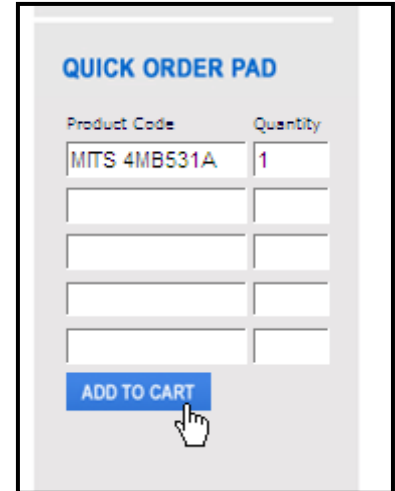 QUICK ORDER PAD
Product Code Quantity
MITS 4MB531A 1
ADD TO CART